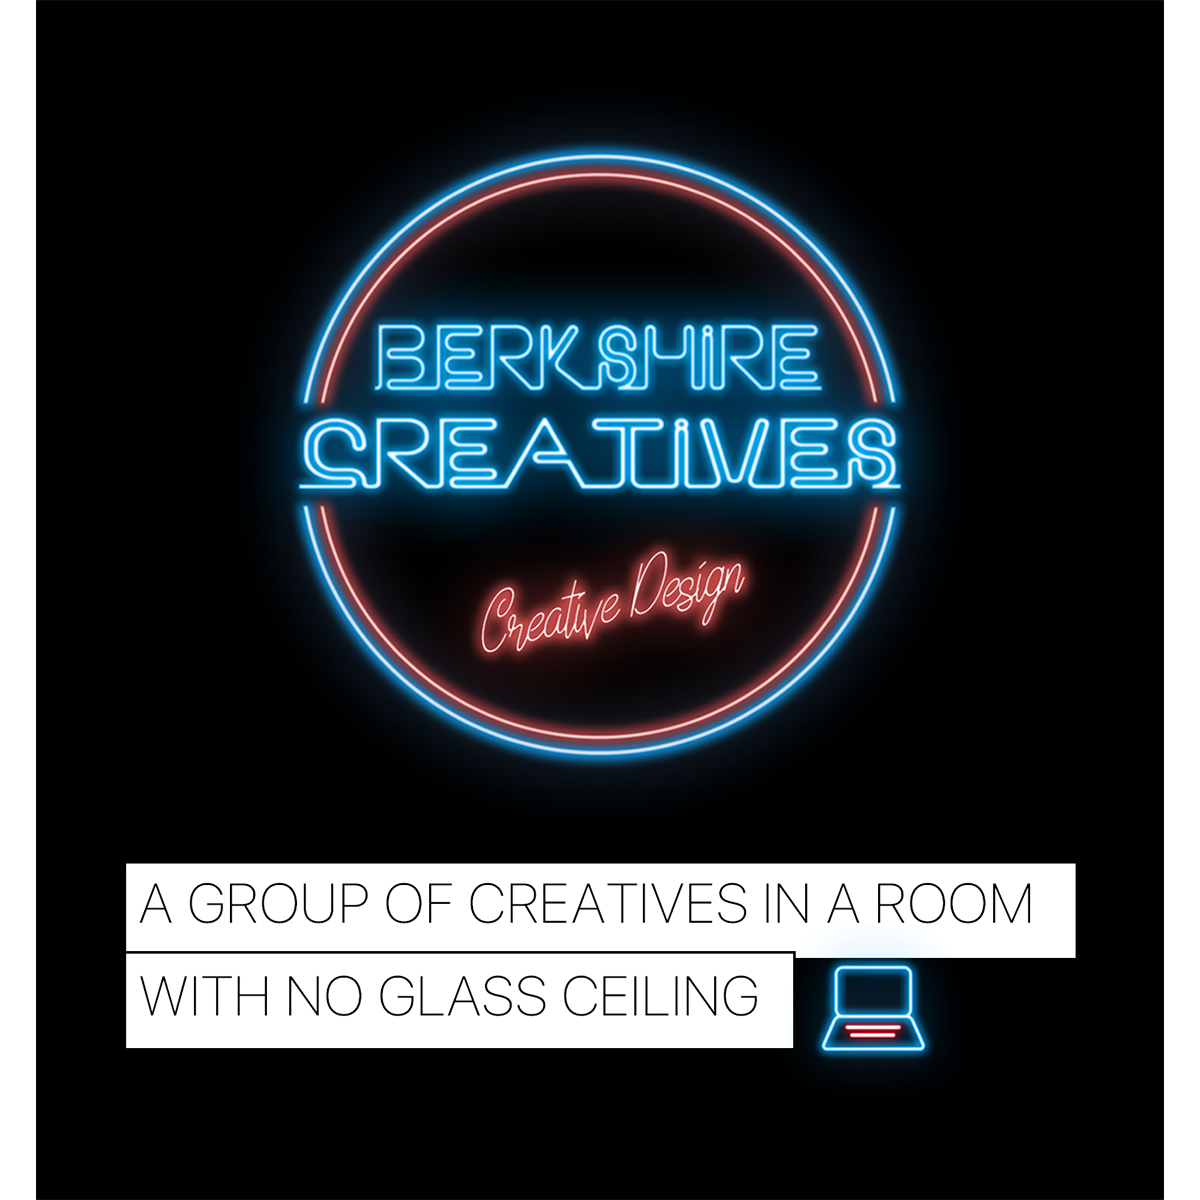 BERKSHIRE
CREATIVES
Creative Design
A GROUP OF CREATIVES IN A ROOM
WITH NO GLASS CEILING